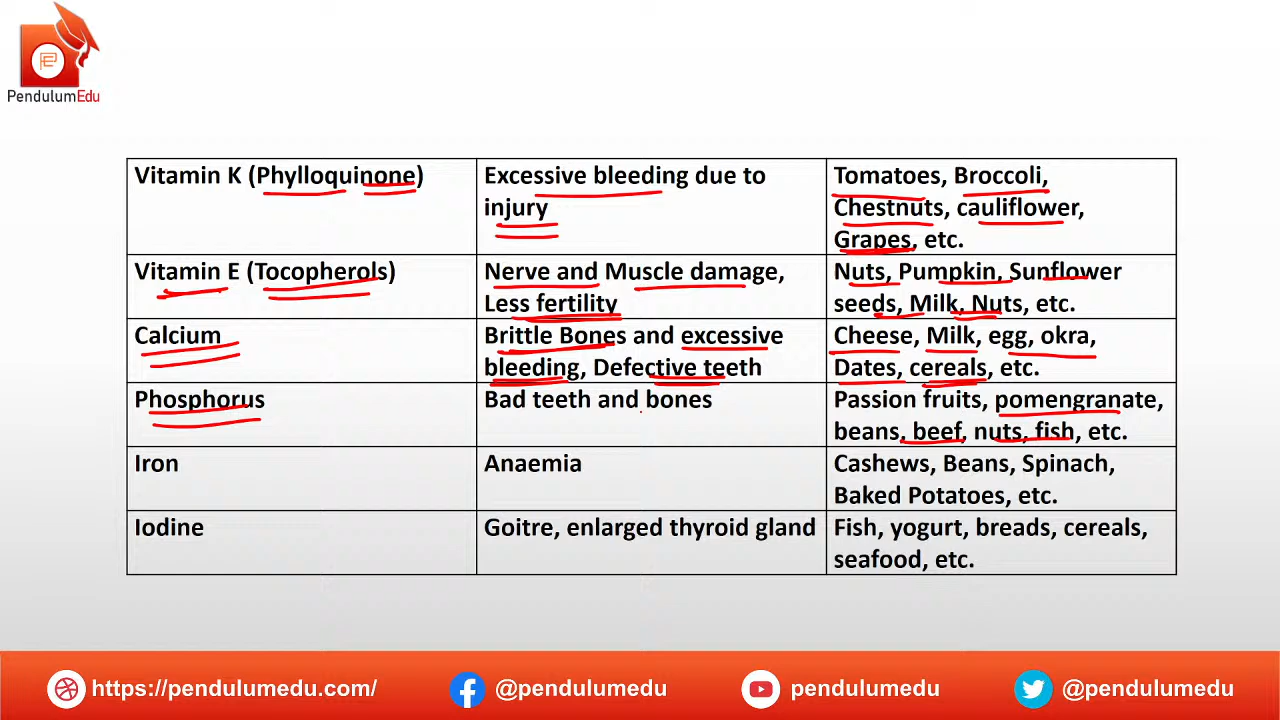 PendulumEdu
Vitamin K (Phylloquinone)
Excessive bleeding due to
injury
Tomatoes, Broccoli,
Chestnuts, cauliflower,
Grapes, etc.
Vitamin E (Tocopherols)
Nerve and Muscle damage,
Less fertility
Nuts, Pumpkin, Sunflower
seeds, Milk, Nuts, etc.
Calcium
Brittle Bones and excessive
bleeding, Defective teeth
Cheese, Milk, egg, okra,
Dates, cereals, etc.
Phosphorus
Bad teeth and bones
Passion fruits, pomengranate,
beans, beef, nuts, fish, etc.
Iron
Anaemia
Cashews, Beans, Spinach,
Baked Potatoes, etc.
Iodine
Goitre, enlarged thyroid gland
Fish, yogurt, breads, cereals,
seafood, etc.
https://pendulumedu.com/
@pendulumedu
pendulumedu
@pendulumedu